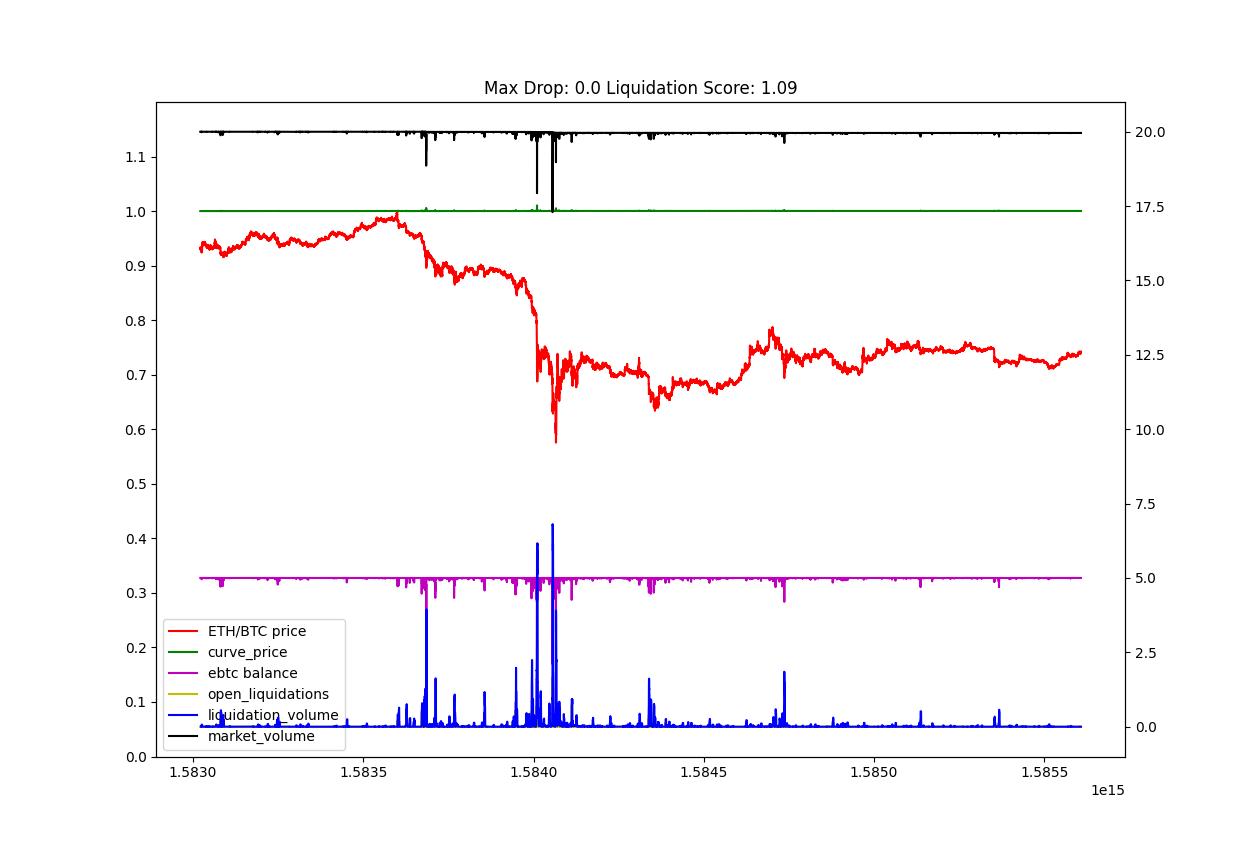 Max Drop: 0.0 Liquidation Score: 1.09
1.1
1.0
0.9
0.8
0.7
0.6
0.5
0.4
0.3
0.2
0.1
0.0
20.0
17.5
15.0
12.5
10.0
7.5
5.0
2.5
0.0
ETH/BTC price
curve_price
ebtc balance
open_liquidations
liquidation_volume
market_volume
1.5830 1.5835 1.5840 1.5845 1.5850 1.5855
1e15